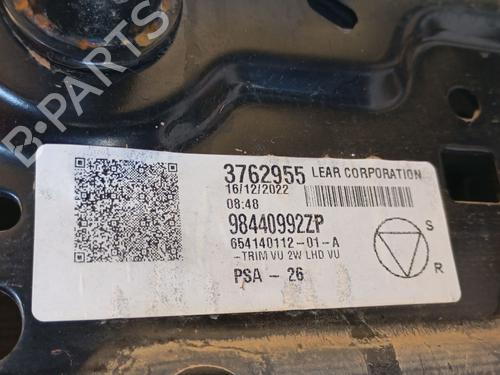 B-PARTS
3762955 LEAR CORPORATION
16/12/2022
08:48
98440992ZP
654140112-01-A
-TRIM VU 2W LHD VU
PSA - 26
S
R